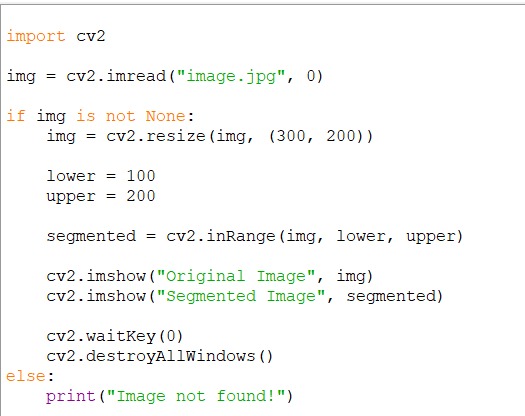 import cv2
img = cv2.imread("image.jpg", 0)
if img is not None:
    img = cv2.resize(img, (300, 200))
    lower = 100
    upper = 200
    segmented = cv2.inRange(img, lower, upper)
    cv2.imshow("Original Image", img)
    cv2.imshow("Segmented Image", segmented)
    cv2.waitKey(0)
    cv2.destroyAllWindows()
else:
    print("Image not found!")